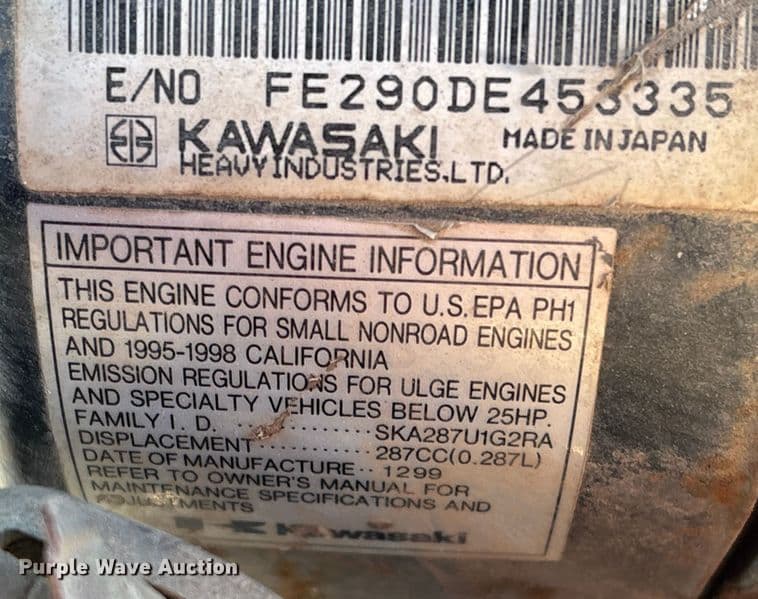 E/NO FE290DE453335
KAWASAKI MADE IN JAPAN
HEAVY INDUSTRIES.LTD.
IMPORTANT ENGINE INFORMATION
THIS ENGINE CONFORMS TO U.S.EPA PH1
REGULATIONS FOR SMALL NONROAD ENGINES
AND 1995-1998 CALIFORNIA
EMISSION REGULATIONS FOR ULGE ENGINES
AND SPECIALTY VEHICLES BELOW 25HP.
FAMILY I.D. ············ SKA287U1G2RA
DISPLACEMENT ·········· 287CC(0.287L)
DATE OF MANUFACTURE ·· 1299
REFER TO OWNER'S MANUAL FOR
MAINTENANCE SPECIFICATIONS AND
ADJUSTMENTS
Kawasaki
Purple Wave Auction